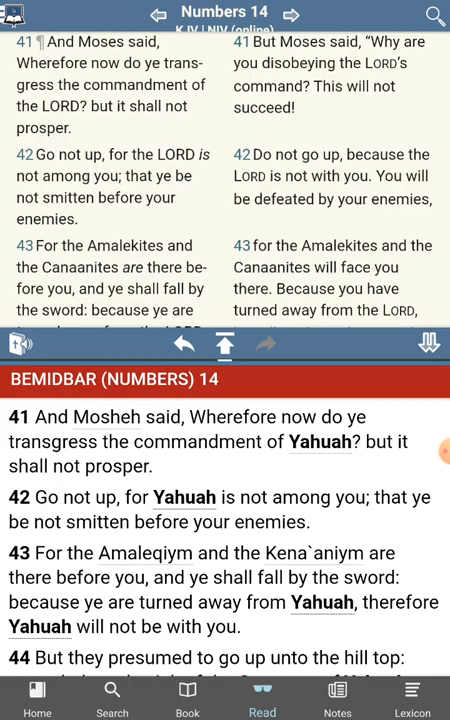 Numbers 14
KJV | NIV (online)
41 ¶ And Moses said,
Wherefore now do ye trans-
gress the commandment of
the LORD? but it shall not
prosper.
42 Go not up, for the LORD is
not among you; that ye be
not smitten before your
enemies.
43 For the Amalekites and
the Canaanites are there be-
fore you, and ye shall fall by
the sword: because ye are
41 But Moses said, “Why are
you disobeying the LORD’s
command? This will not
succeed!
42 Do not go up, because the
LORD is not with you. You will
be defeated by your enemies,
43 for the Amalekites and the
Canaanites will face you
there. Because you have
turned away from the LORD,
BEMIDBAR (NUMBERS) 14
41 And Mosheh said, Wherefore now do ye
transgress the commandment of Yahuah? but it
shall not prosper.
42 Go not up, for Yahuah is not among you; that ye
be not smitten before your enemies.
43 For the Amaleqiym and the Kena`aniym are
there before you, and ye shall fall by the sword:
because ye are turned away from Yahuah, therefore
Yahuah will not be with you.
44 But they presumed to go up unto the hill top:
Home Search Book Read Notes Lexicon